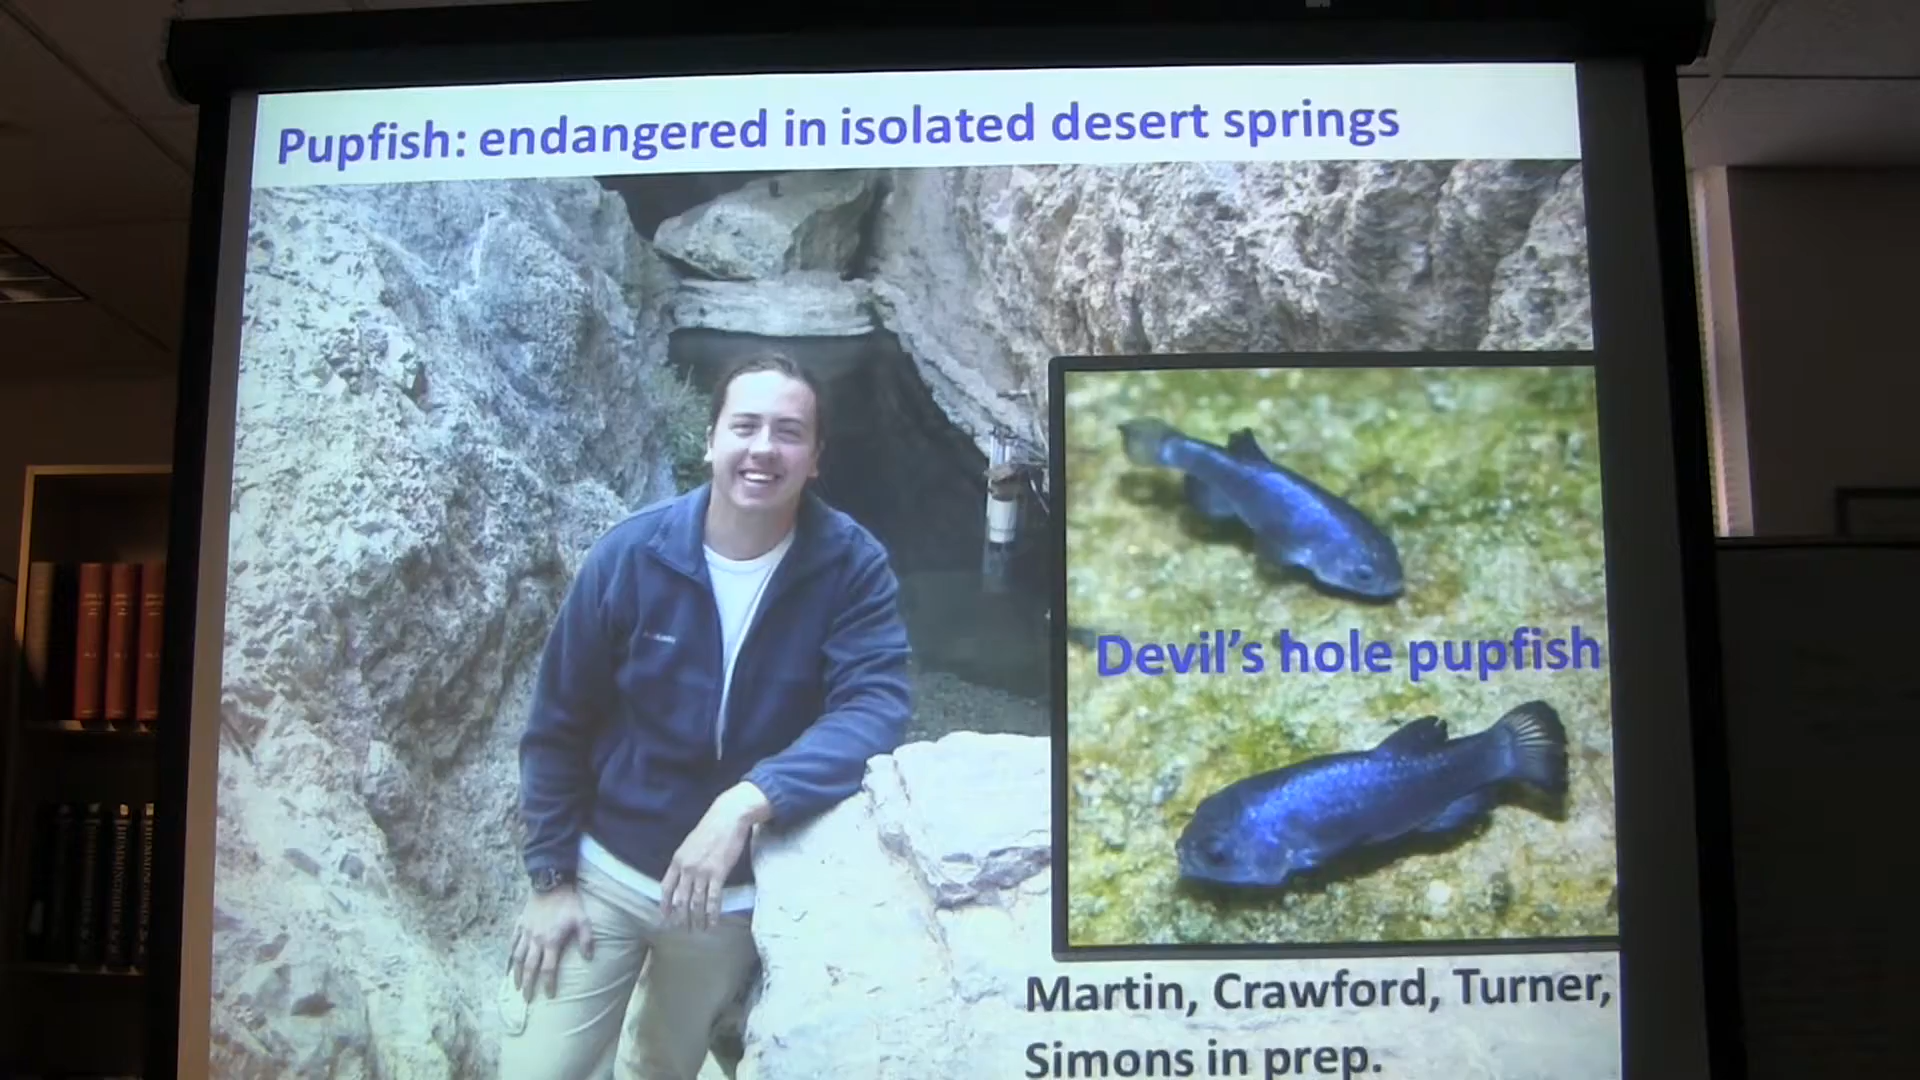 Pupfish: endangered in isolated desert springs
Devil's hole pupfish
Martin, Crawford, Turner,
Simons in prep.